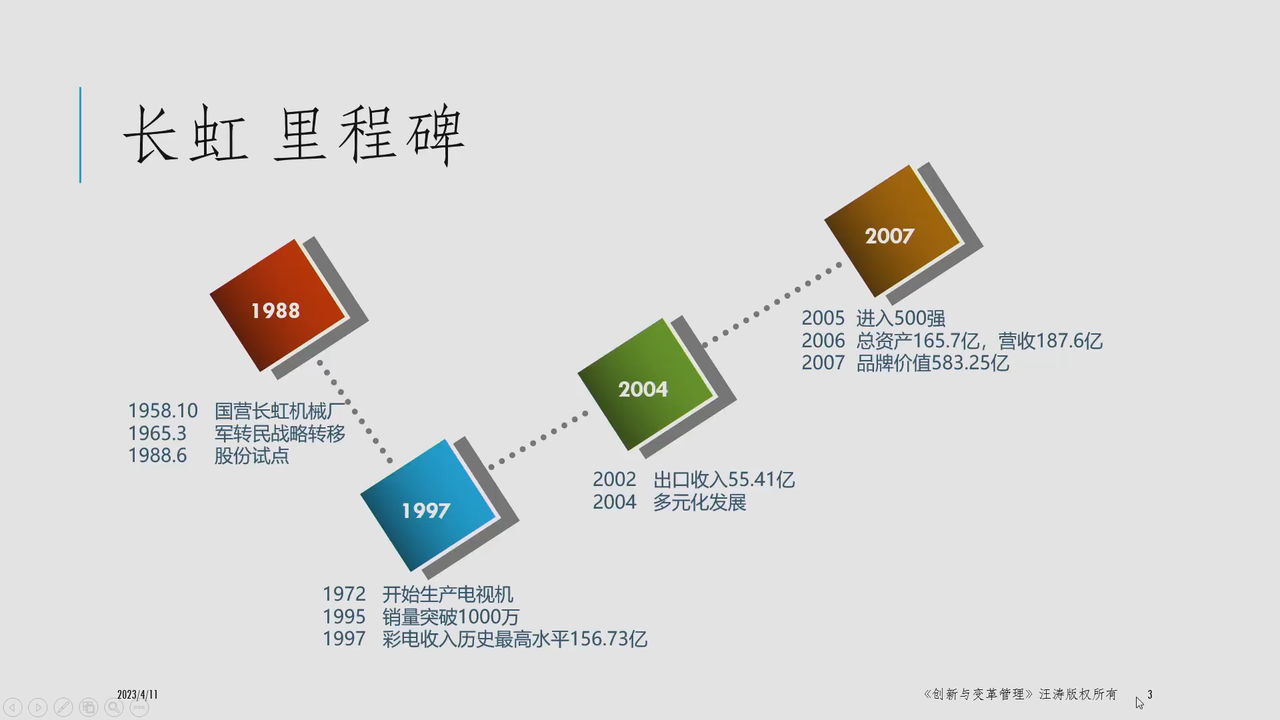 长虹 里程碑
1988
1958.10 国营长虹机械厂
1965.3 军转民战略转移
1988.6 股份试点
1997
1972 开始生产电视机
1995 销量突破1000万
1997 彩电收入历史最高水平156.73亿
2004
2002 出口收入55.41亿
2004 多元化发展
2007
2005 进入500强
2006 总资产165.7亿，营收187.6亿
2007 品牌价值583.25亿
2023/4/11
《创新与变革管理》汪涛版权所有
3